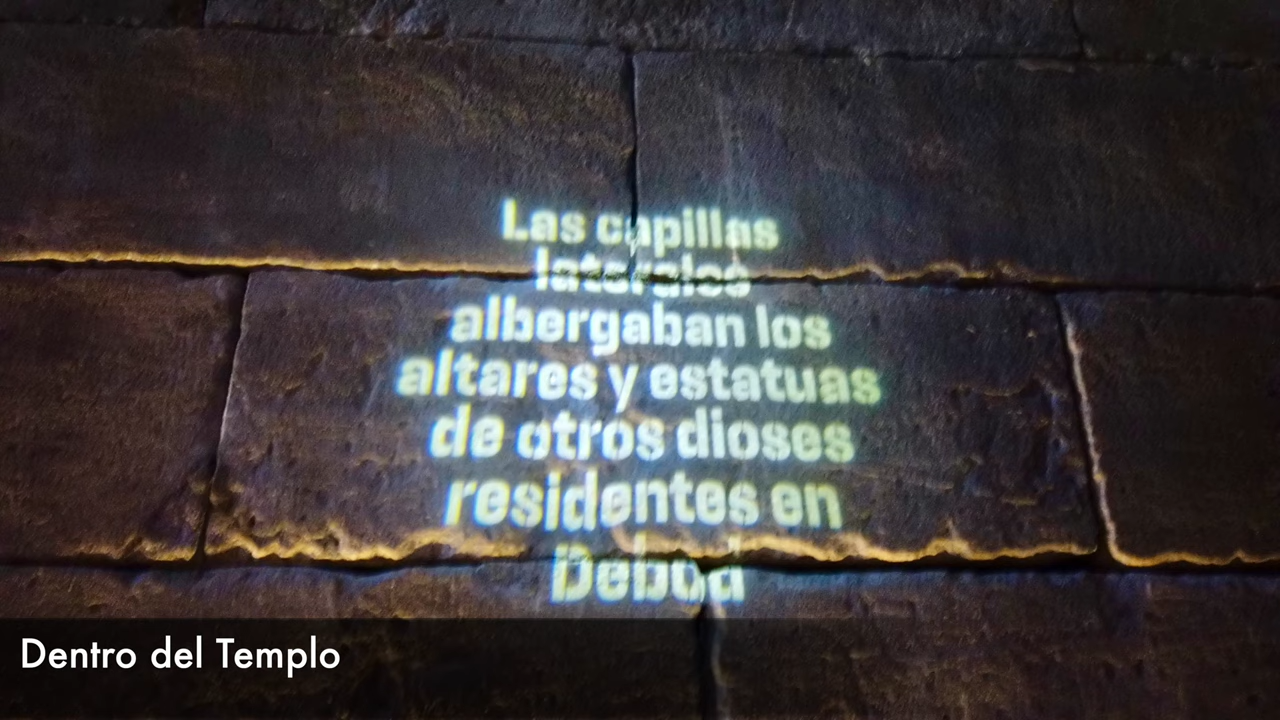 Las capillas
laterales
albergaban los
altares y estatuas
de otros dioses
residentes en
Debod
Dentro del Templo